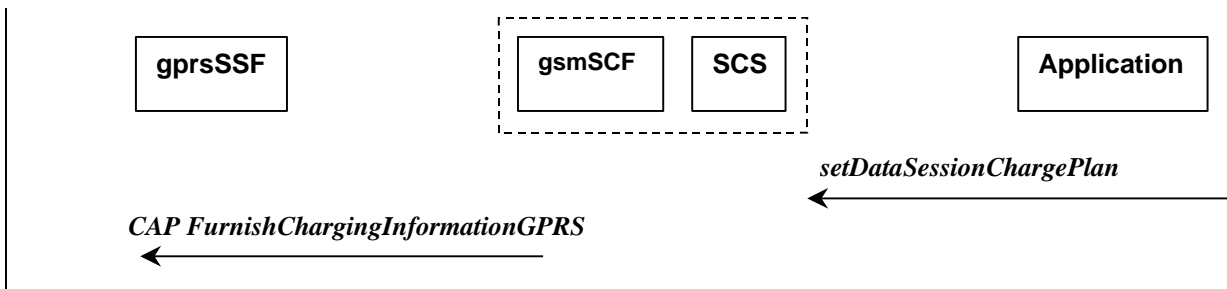 gprsSSF
gsmSCF
SCS
Application
setDataSessionChargePlan
CAP FurnishChargingInformationGPRS